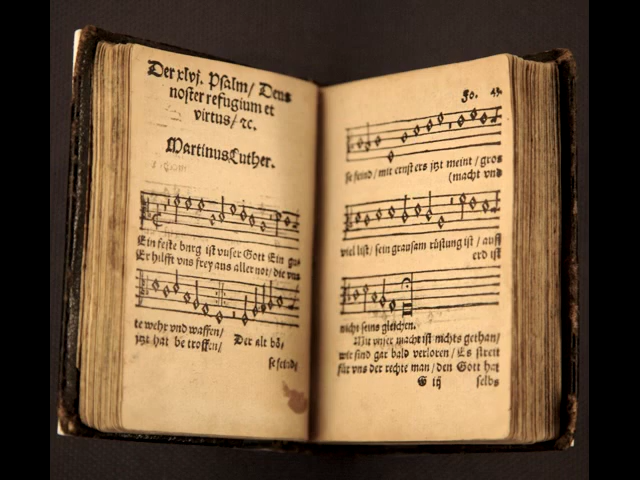 Der xlvj. Psalm/ Deus
noster refugium et
virtus/ ꝛc.
Martinus Luther.
Ein feste burg ist vnser Gott Ein gu-
Er hilfft vns frey aus aller not/ die vns
te wehr vnd waffen/
jtzt hat be troffen/ Der alt bö-
se feind/
Fo. 43.
se feind/ mit ernst ers jtzt meint/ gros
(macht vnd
viel list/ sein grausam rüstung ist/ auff
erd ist
nicht seins gleichen.
Mit vnser macht ist nichts gethan/
wir sind gar bald verloren/ Es streit
für vns der rechte man/ den Gott hat
G iij selbs